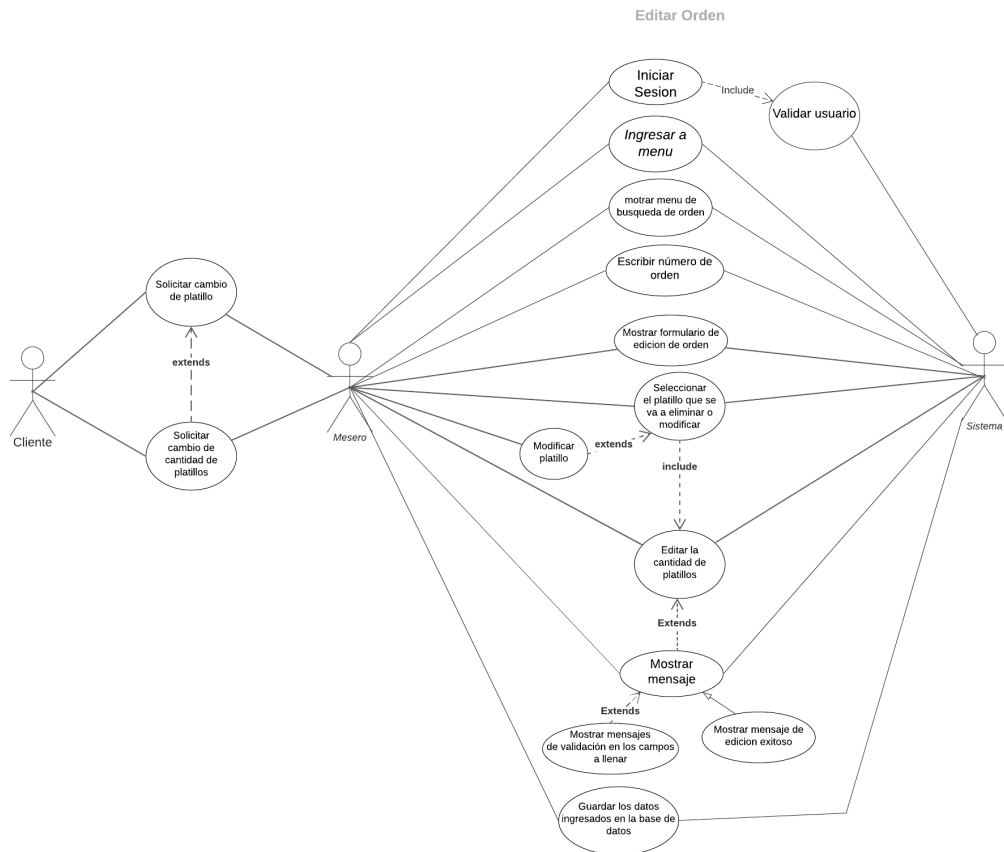 Editar Orden
Iniciar
Sesion
Include
Validar usuario
Ingresar a
menu
motrar menu de
busqueda de orden
Escribir número de
orden
Solicitar cambio
de platillo
Mostrar formulario de
edicion de orden
extends
Seleccionar
el platillo que se
va a eliminar o
modificar
Cliente
Mesero
Sistema
Solicitar
cambio de
cantidad de
platillos
Modificar
platillo
extends
include
Editar la
cantidad de
platillos
Extends
Mostrar
mensaje
Extends
Mostrar mensajes
de validación en los campos
a llenar
Mostrar mensaje de
edicion exitoso
Guardar los datos
ingresados en la base de
datos